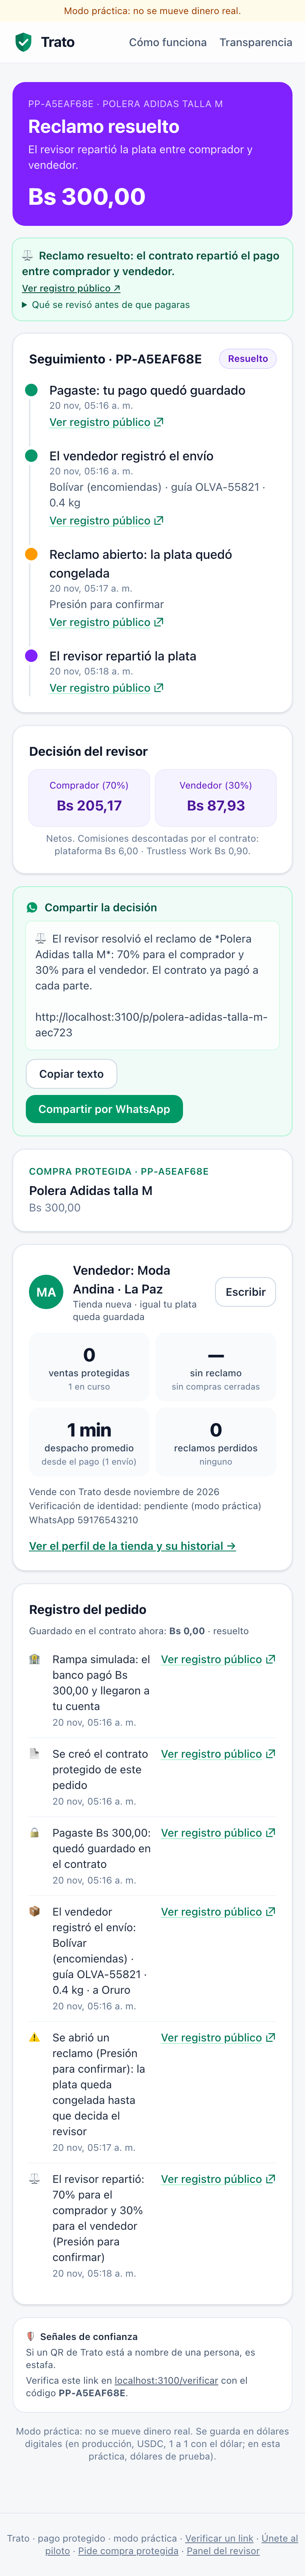 Modo práctica: no se mueve dinero real.
Trato
Cómo funciona
Transparencia
PP-A5EAF68E · POLERA ADIDAS TALLA M
Reclamo resuelto
El revisor repartió la plata entre comprador y
vendedor.
Bs 300,00
Reclamo resuelto: el contrato repartió el pago
entre comprador y vendedor.
Ver registro público ↗
▶ Qué se revisó antes de que pagaras
Seguimiento · PP-A5EAF68E
Resuelto
Pagaste: tu pago quedó guardado
20 nov, 05:16 a. m.
Ver registro público
El vendedor registró el envío
20 nov, 05:16 a. m.
Bolívar (encomiendas) · guía OLVA-55821 ·
0.4 kg
Ver registro público
Reclamo abierto: la plata quedó
congelada
20 nov, 05:17 a. m.
Presión para confirmar
Ver registro público
El revisor repartió la plata
20 nov, 05:18 a. m.
Ver registro público
Decisión del revisor
Comprador (70%)
Bs 205,17
Vendedor (30%)
Bs 87,93
Netos. Comisiones descontadas por el contrato:
plataforma Bs 6,00 · Trustless Work Bs 0,90.
Compartir la decisión
⚖️ El revisor resolvió el reclamo de *Polera
Adidas talla M*: 70% para el comprador y
30% para el vendedor. El contrato ya pagó a
cada parte.
http://localhost:3100/p/polera-adidas-talla-m-
aec723
Copiar texto
Compartir por WhatsApp
COMPRA PROTEGIDA · PP-A5EAF68E
Polera Adidas talla M
Bs 300,00
MA
Vendedor: Moda
Andina · La Paz
Tienda nueva · igual tu plata
queda guardada
Escribir
0
ventas protegidas
1 en curso
—
sin reclamo
sin compras cerradas
1 min
despacho promedio
desde el pago (1 envío)
0
reclamos perdidos
ninguno
Vende con Trato desde noviembre de 2026
Verificación de identidad: pendiente (modo práctica)
WhatsApp 59176543210
Ver el perfil de la tienda y su historial →
Registro del pedido
Guardado en el contrato ahora: Bs 0,00 · resuelto
Rampa simulada: el
banco pagó Bs
300,00 y llegaron a
tu cuenta
20 nov, 05:16 a. m.
Ver registro público
Se creó el contrato
protegido de este
pedido
20 nov, 05:16 a. m.
Ver registro público
Pagaste Bs 300,00:
quedó guardado en
el contrato
20 nov, 05:16 a. m.
Ver registro público
El vendedor
registró el envío:
Bolívar
(encomiendas) ·
guía OLVA-55821 ·
0.4 kg · a Oruro
20 nov, 05:16 a. m.
Ver registro público
Se abrió un
reclamo (Presión
para confirmar): la
plata queda
congelada hasta
que decida el
revisor
20 nov, 05:17 a. m.
Ver registro público
El revisor repartió:
70% para el
comprador y 30%
para el vendedor
(Presión para
confirmar)
20 nov, 05:18 a. m.
Ver registro público
Señales de confianza
Si un QR de Trato está a nombre de una persona, es
estafa.
Verifica este link en localhost:3100/verificar con el
código PP-A5EAF68E.
Modo práctica: no se mueve dinero real. Se guarda en dólares
digitales (en producción, USDC, 1 a 1 con el dólar; en esta
práctica, dólares de prueba).
Trato · pago protegido · modo práctica · Verificar un link · Únete al
piloto · Pide compra protegida · Panel del revisor